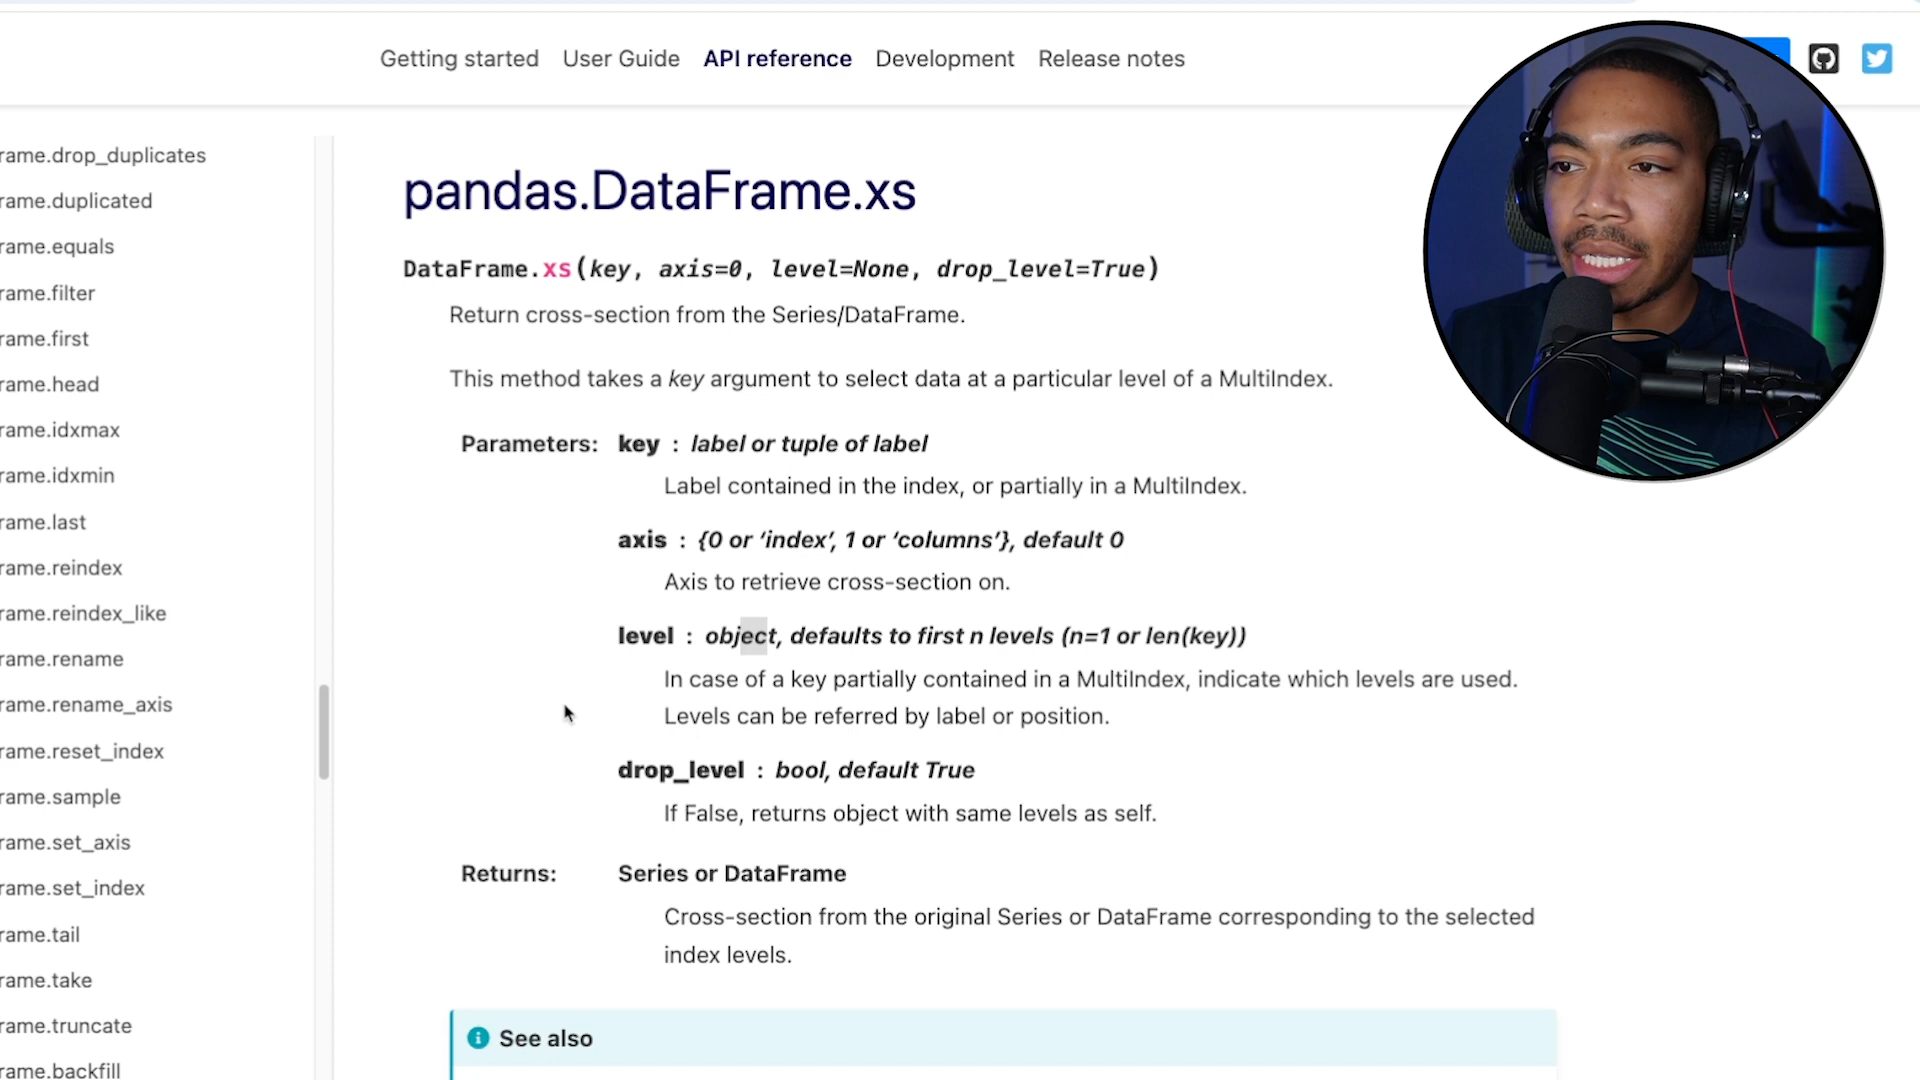 Getting started User Guide API reference Development Release notes
rame.drop_duplicates
rame.duplicated
rame.equals
rame.filter
rame.first
rame.head
rame.idxmax
rame.idxmin
rame.last
rame.reindex
rame.reindex_like
rame.rename
rame.rename_axis
rame.reset_index
rame.sample
rame.set_axis
rame.set_index
rame.tail
rame.take
rame.truncate
rame.backfill
pandas.DataFrame.xs
DataFrame.xs(key, axis=0, level=None, drop_level=True)
Return cross-section from the Series/DataFrame.
This method takes a key argument to select data at a particular level of a MultiIndex.
Parameters: key : label or tuple of label
Label contained in the index, or partially in a MultiIndex.
axis : {0 or ‘index’, 1 or ‘columns’}, default 0
Axis to retrieve cross-section on.
level : object, defaults to first n levels (n=1 or len(key))
In case of a key partially contained in a MultiIndex, indicate which levels are used.
Levels can be referred by label or position.
drop_level : bool, default True
If False, returns object with same levels as self.
Returns: Series or DataFrame
Cross-section from the original Series or DataFrame corresponding to the selected
index levels.
See also